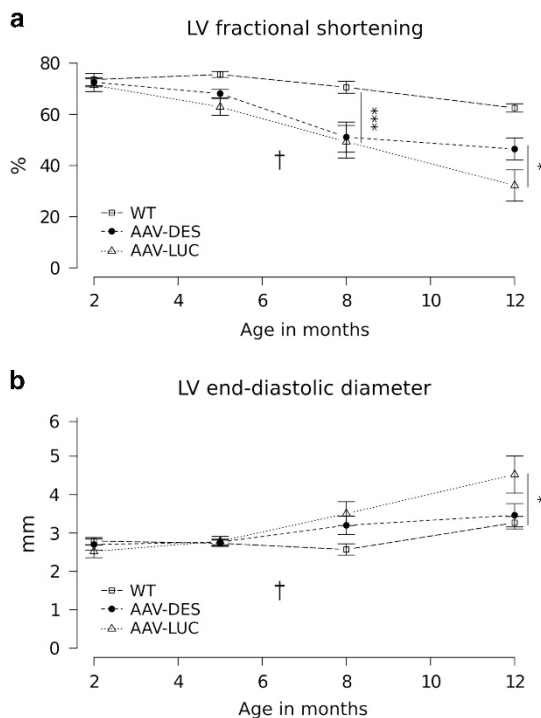 a
LV fractional shortening
80
60
40
20
0
%
***
*
†
WT
AAV-DES
AAV-LUC
2 4 6 8 10 12
Age in months
b
LV end-diastolic diameter
6
5
4
3
2
1
0
mm
*
†
WT
AAV-DES
AAV-LUC
2 4 6 8 10 12
Age in months